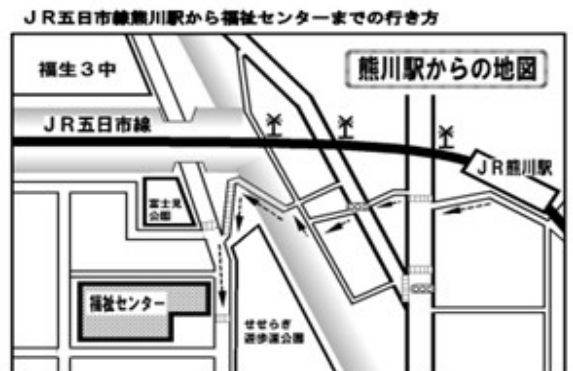 JR五日市線熊川駅から福祉センターまでの行き方
福生3中
熊川駅からの地図
JR五日市線
JR熊川駅
富士見
公園
福祉センター
せせらぎ
遊歩道公園